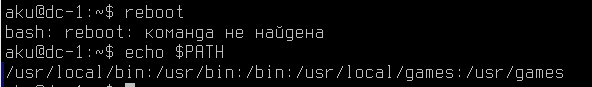 aku@dc-1:~$ reboot
bash: reboot: команда не найдена
aku@dc-1:~$ echo $PATH
/usr/local/bin:/usr/bin:/bin:/usr/local/games:/usr/games
aku@dc-1:~$